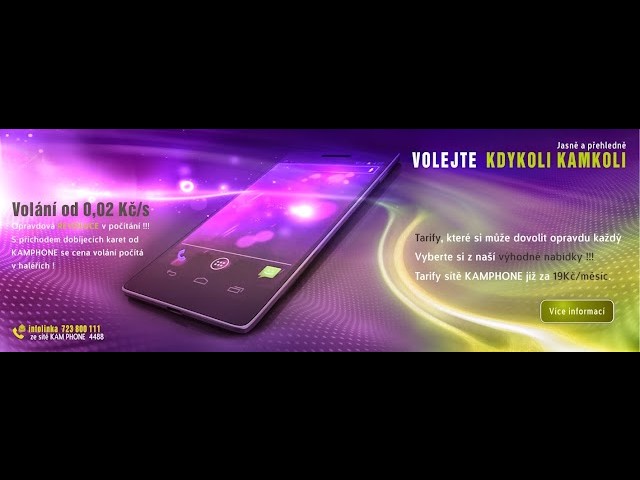 Jasně a přehledně
VOLEJTE KDYKOLI KAMKOLI
Volání od 0,02 Kč/s
Opravdová REVOLUCE v počítání !!!
S příchodem dobíjecích karet od
KAMPHONE se cena volání počítá
v haléřích !
Tarify, které si může dovolit opravdu každý
Vyberte si z naší výhodné nabídky !!!
Tarify sítě KAMPHONE již za 19Kč/měsíc
Více informací
infolinka 723 800 111
ze sítě KAM PHONE 4488